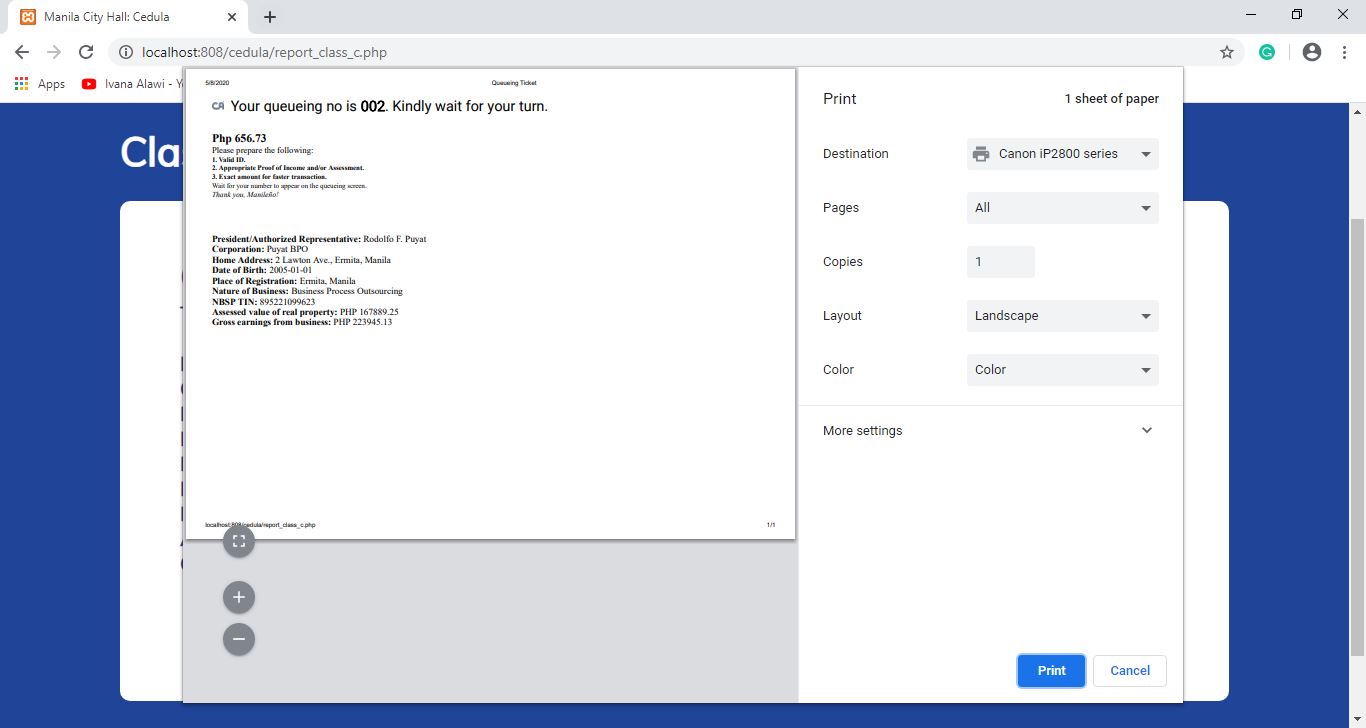 Manila City Hall: Cedula
localhost:808/cedula/report_class_c.php
Apps
Ivana Alawi - Y
Cla
5/8/2020
Queueing Ticket
Your queueing no is 002. Kindly wait for your turn.
Php 656.73
Please prepare the following:
1. Valid ID.
2. Appropriate Proof of Income and/or Assessment.
3. Exact amount for faster transaction.
Wait for your number to appear on the queueing screen.
Thank you, Manileño!
President/Authorized Representative: Rodolfo F. Puyat
Corporation: Puyat BPO
Home Address: 2 Lawton Ave., Ermita, Manila
Date of Birth: 2005-01-01
Place of Registration: Ermita, Manila
Nature of Business: Business Process Outsourcing
NBSP TIN: 895221099623
Assessed value of real property: PHP 167889.25
Gross earnings from business: PHP 223945.13
localhost:808/cedula/report_class_c.php
1/1
Print
1 sheet of paper
Destination
Canon iP2800 series
Pages
All
Copies
1
Layout
Landscape
Color
Color
More settings
Print
Cancel